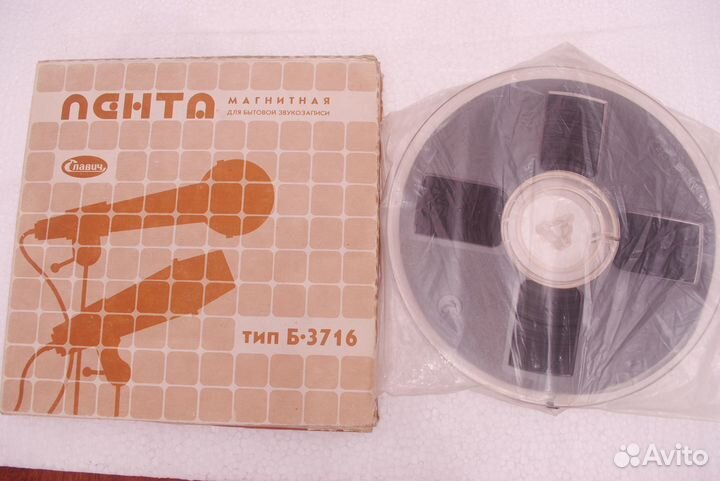 ЛЕНТА
МАГНИТНАЯ
ДЛЯ БЫТОВОЙ ЗВУКОЗАПИСИ
Славич
тип Б·3716
Avito